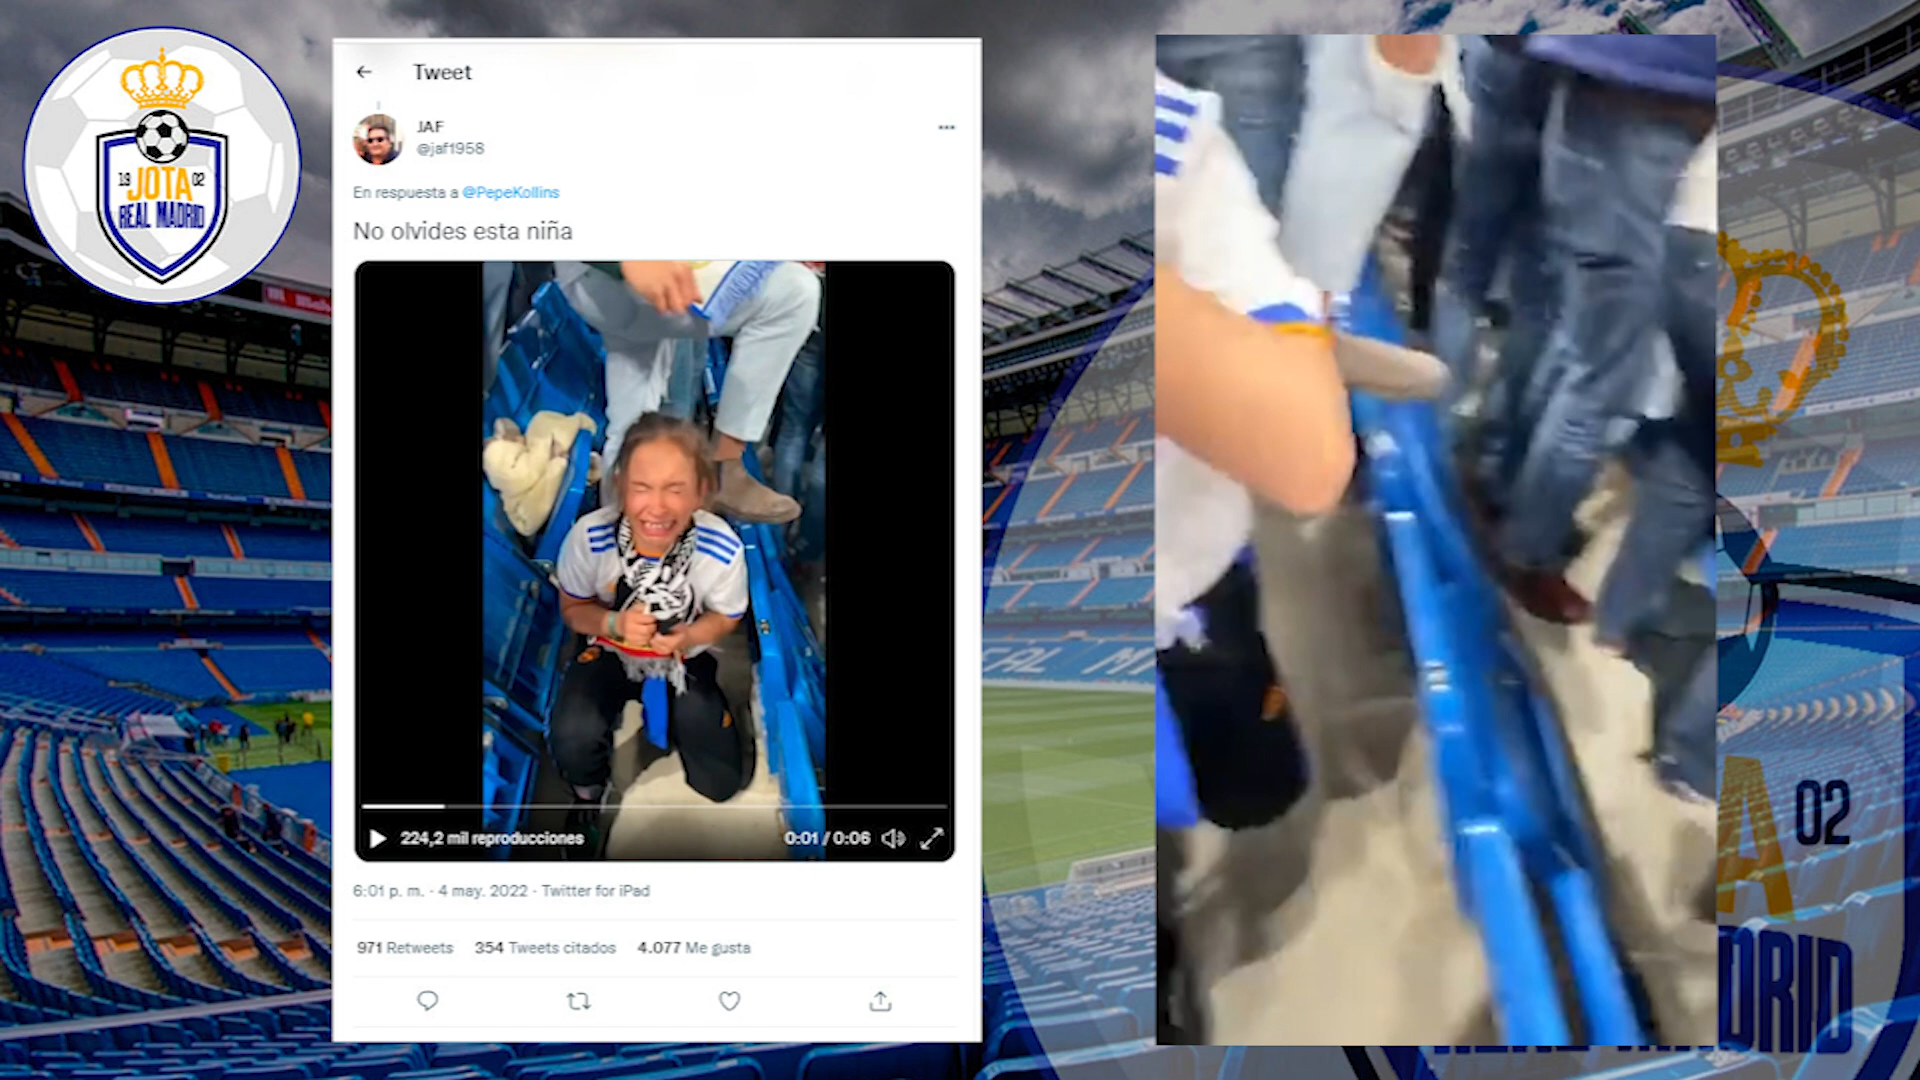 19 JOTA 02
REAL MADRID
Tweet
JAF
@jaf1958
En respuesta a @PepeKollins
No olvides esta niña
224,2 mil reproducciones
0:01 / 0:06
6:01 p. m. · 4 may. 2022 · Twitter for iPad
971 Retweets 354 Tweets citados 4.077 Me gusta
02